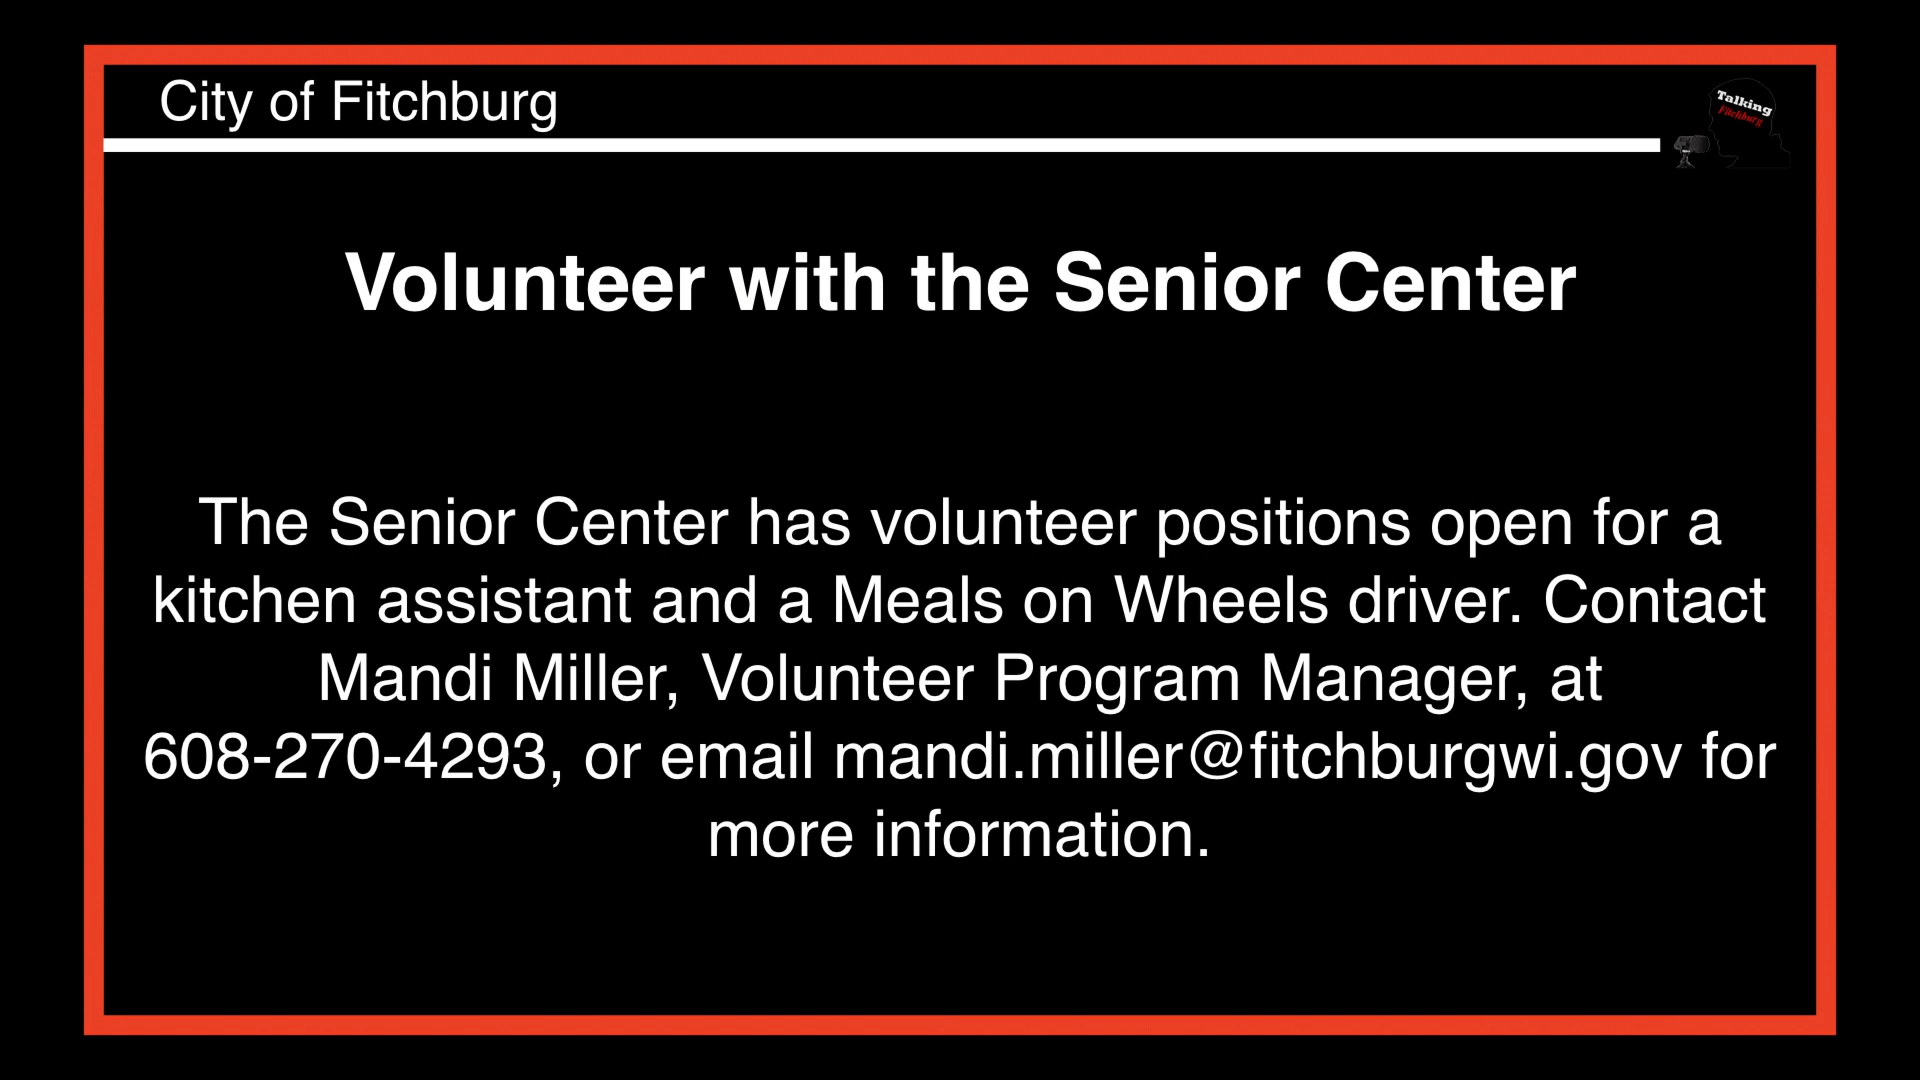 City of Fitchburg
Talking
Fitchburg
Volunteer with the Senior Center
The Senior Center has volunteer positions open for a
kitchen assistant and a Meals on Wheels driver. Contact
Mandi Miller, Volunteer Program Manager, at
608-270-4293, or email mandi.miller@fitchburgwi.gov for
more information.